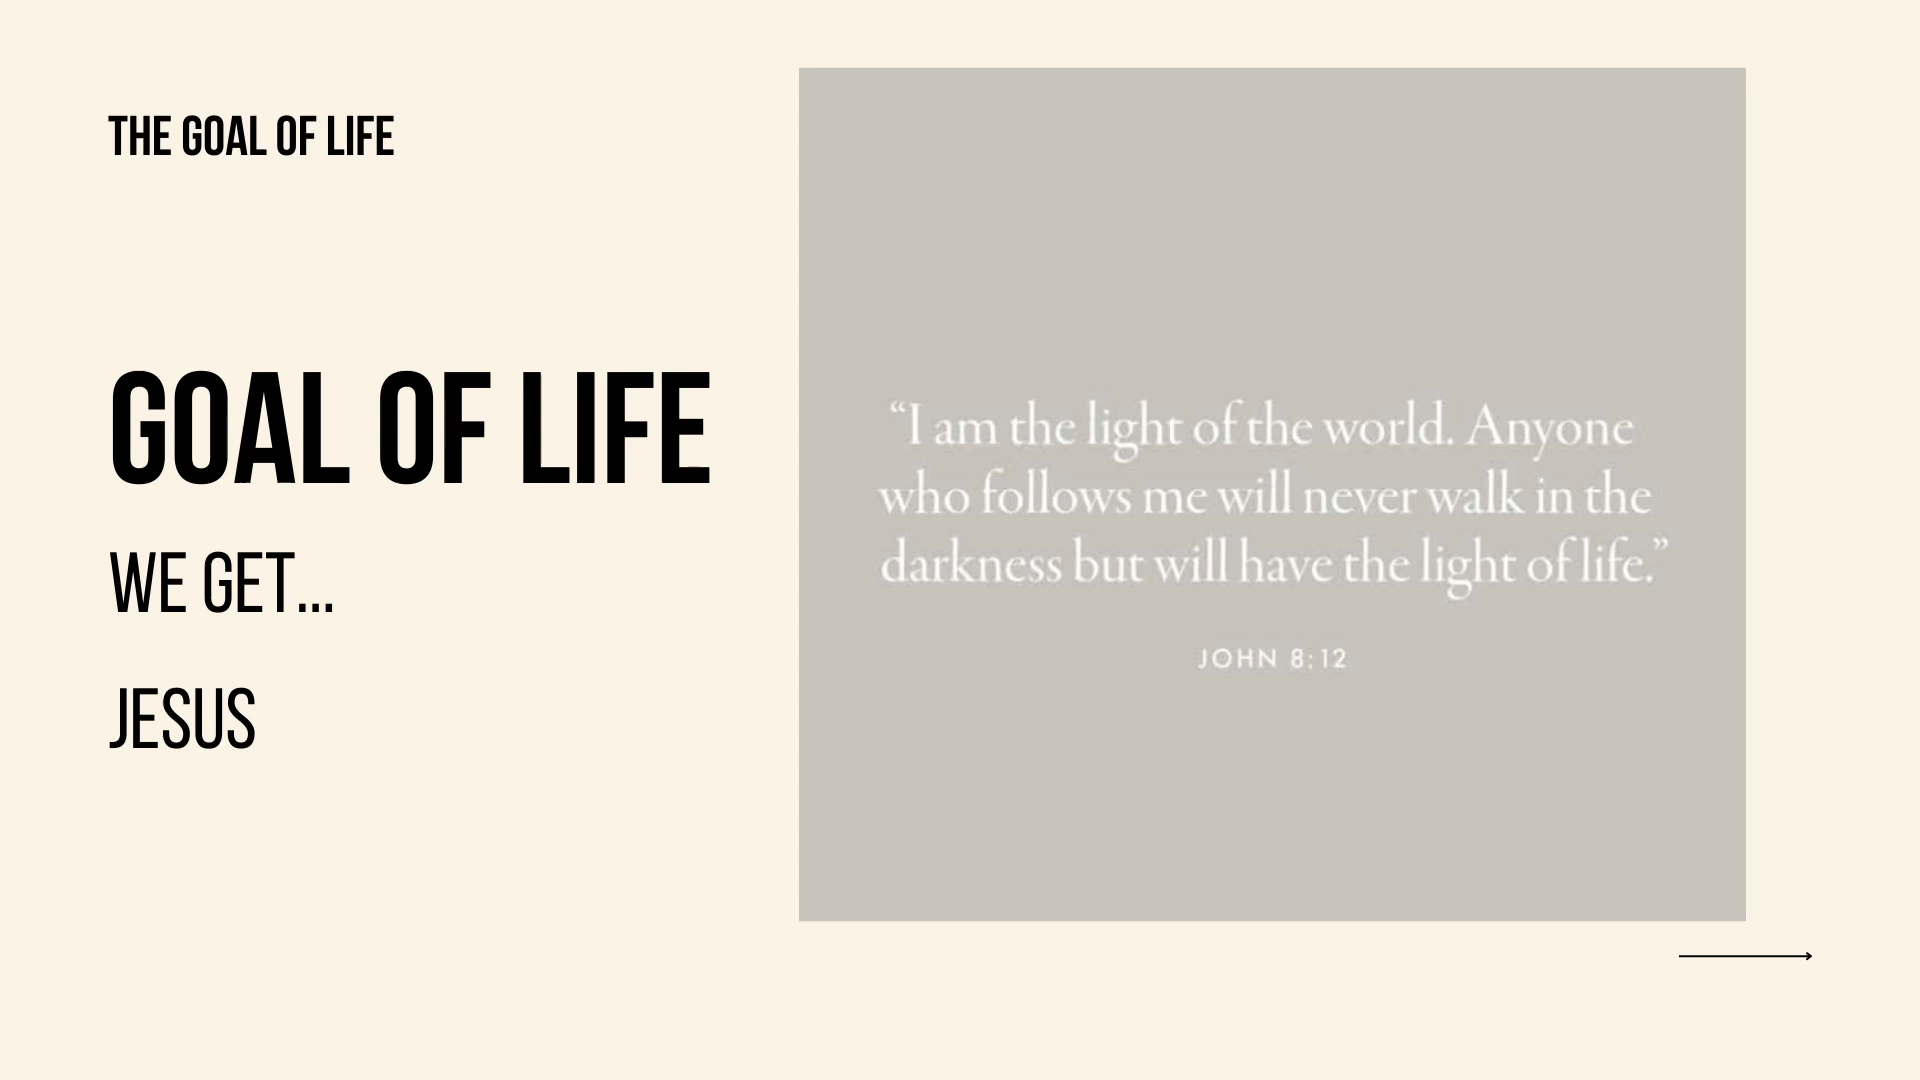 THE GOAL OF LIFE
GOAL OF LIFE
WE GET...
JESUS
“I am the light of the world. Anyone
who follows me will never walk in the
darkness but will have the light of life.”
JOHN 8:12